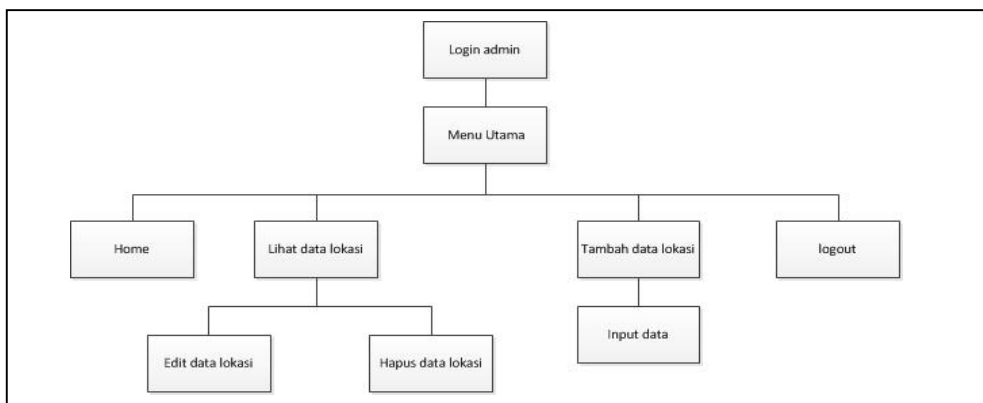 Login admin
Menu Utama
Home
Lihat data lokasi
Tambah data lokasi
logout
Edit data lokasi
Hapus data lokasi
Input data